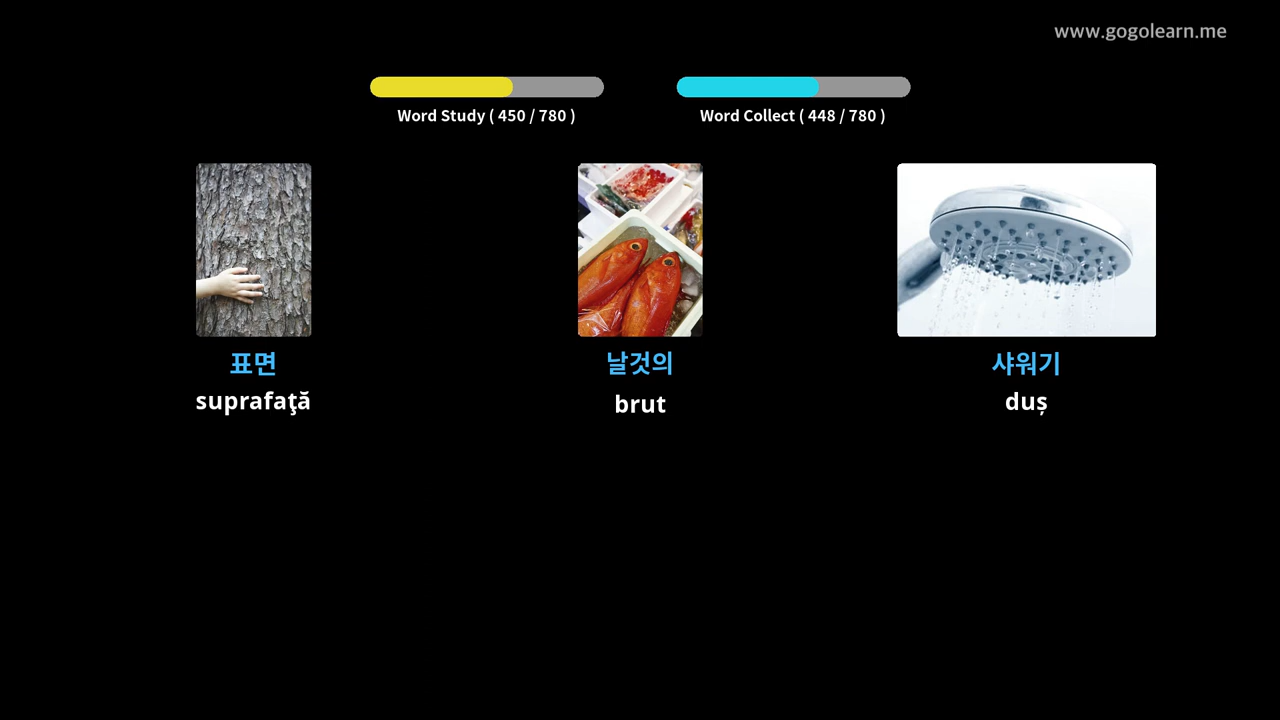 www.gogolearn.me
Word Study ( 450 / 780 )
Word Collect ( 448 / 780 )
표면
suprafaţă
날것의
brut
샤워기
duș